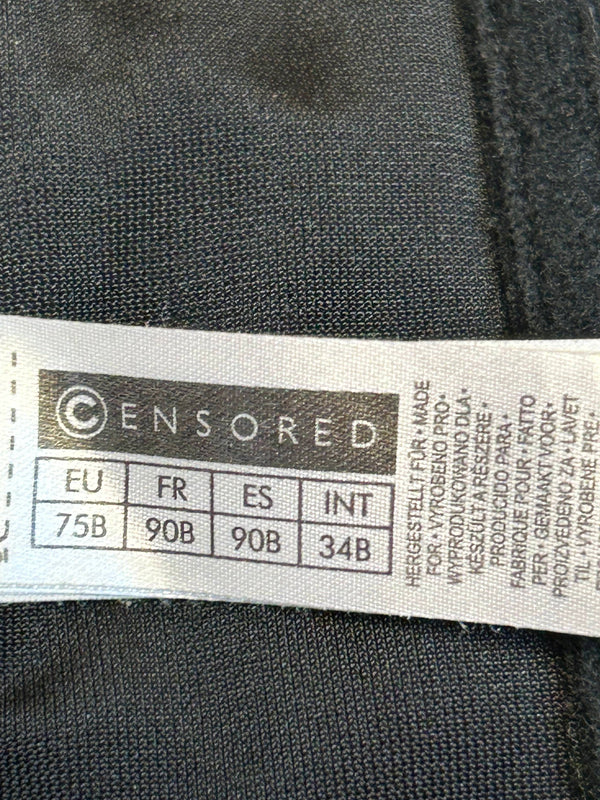 ©ENSORED
EU FR ES INT
75B 90B 90B 34B
HERGESTELLT FÜR • MADE
FOR • VYROBENO PRO •
WYPRODUKOWANO DLA •
KÉSZÜLT A RÉSZÉRE •
PRODUCIDO PARA •
FABRIQUÉ POUR • FATTO
PER • GEMAAKT VOOR •
PROIZVEDENO ZA • LAVET
TIL • VYROBENÉ PRE •